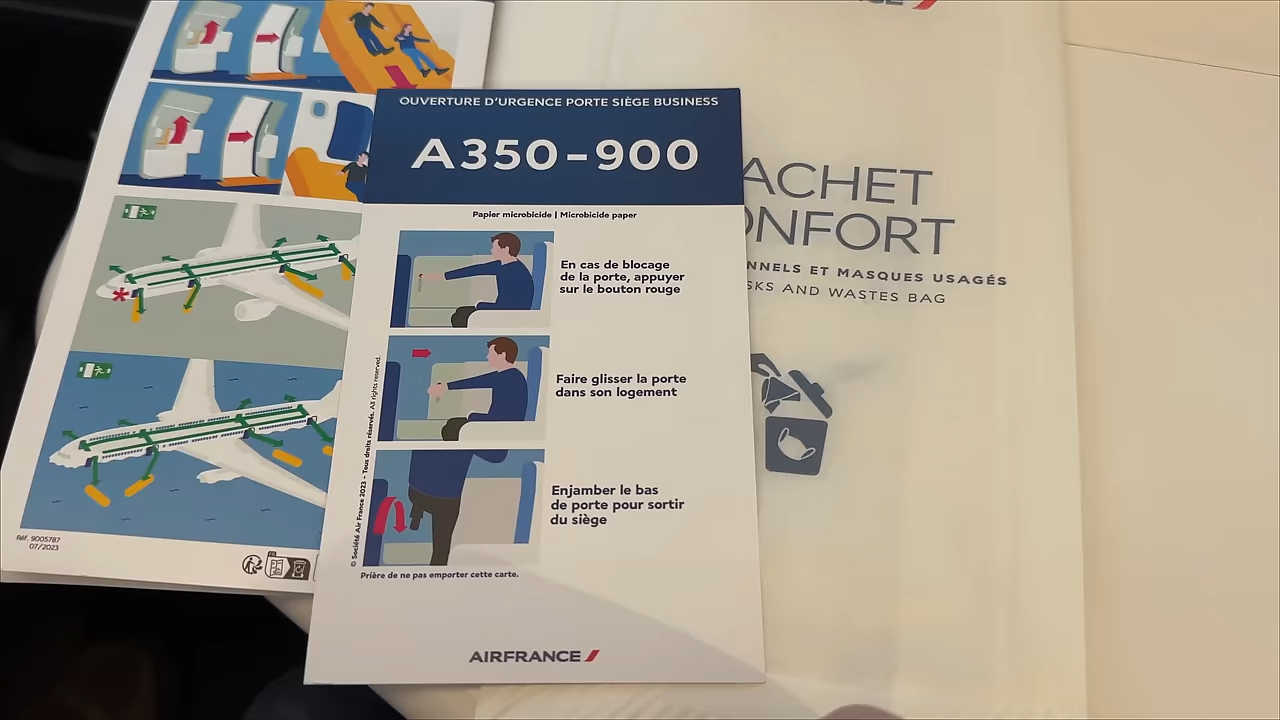 OUVERTURE D'URGENCE PORTE SIÈGE BUSINESS
A350-900
Papier microbicide | Microbicide paper
En cas de blocage
de la porte, appuyer
sur le bouton rouge
Faire glisser la porte
dans son logement
Enjamber le bas
de porte pour sortir
du siège
© Société Air France 2023 - Tous droits réservés. All rights reserved.
Prière de ne pas emporter cette carte.
AIRFRANCE
Réf. 9005787
07/2023
ACHET
ONFORT
NNELS ET MASQUES USAGÉS
SKS AND WASTES BAG